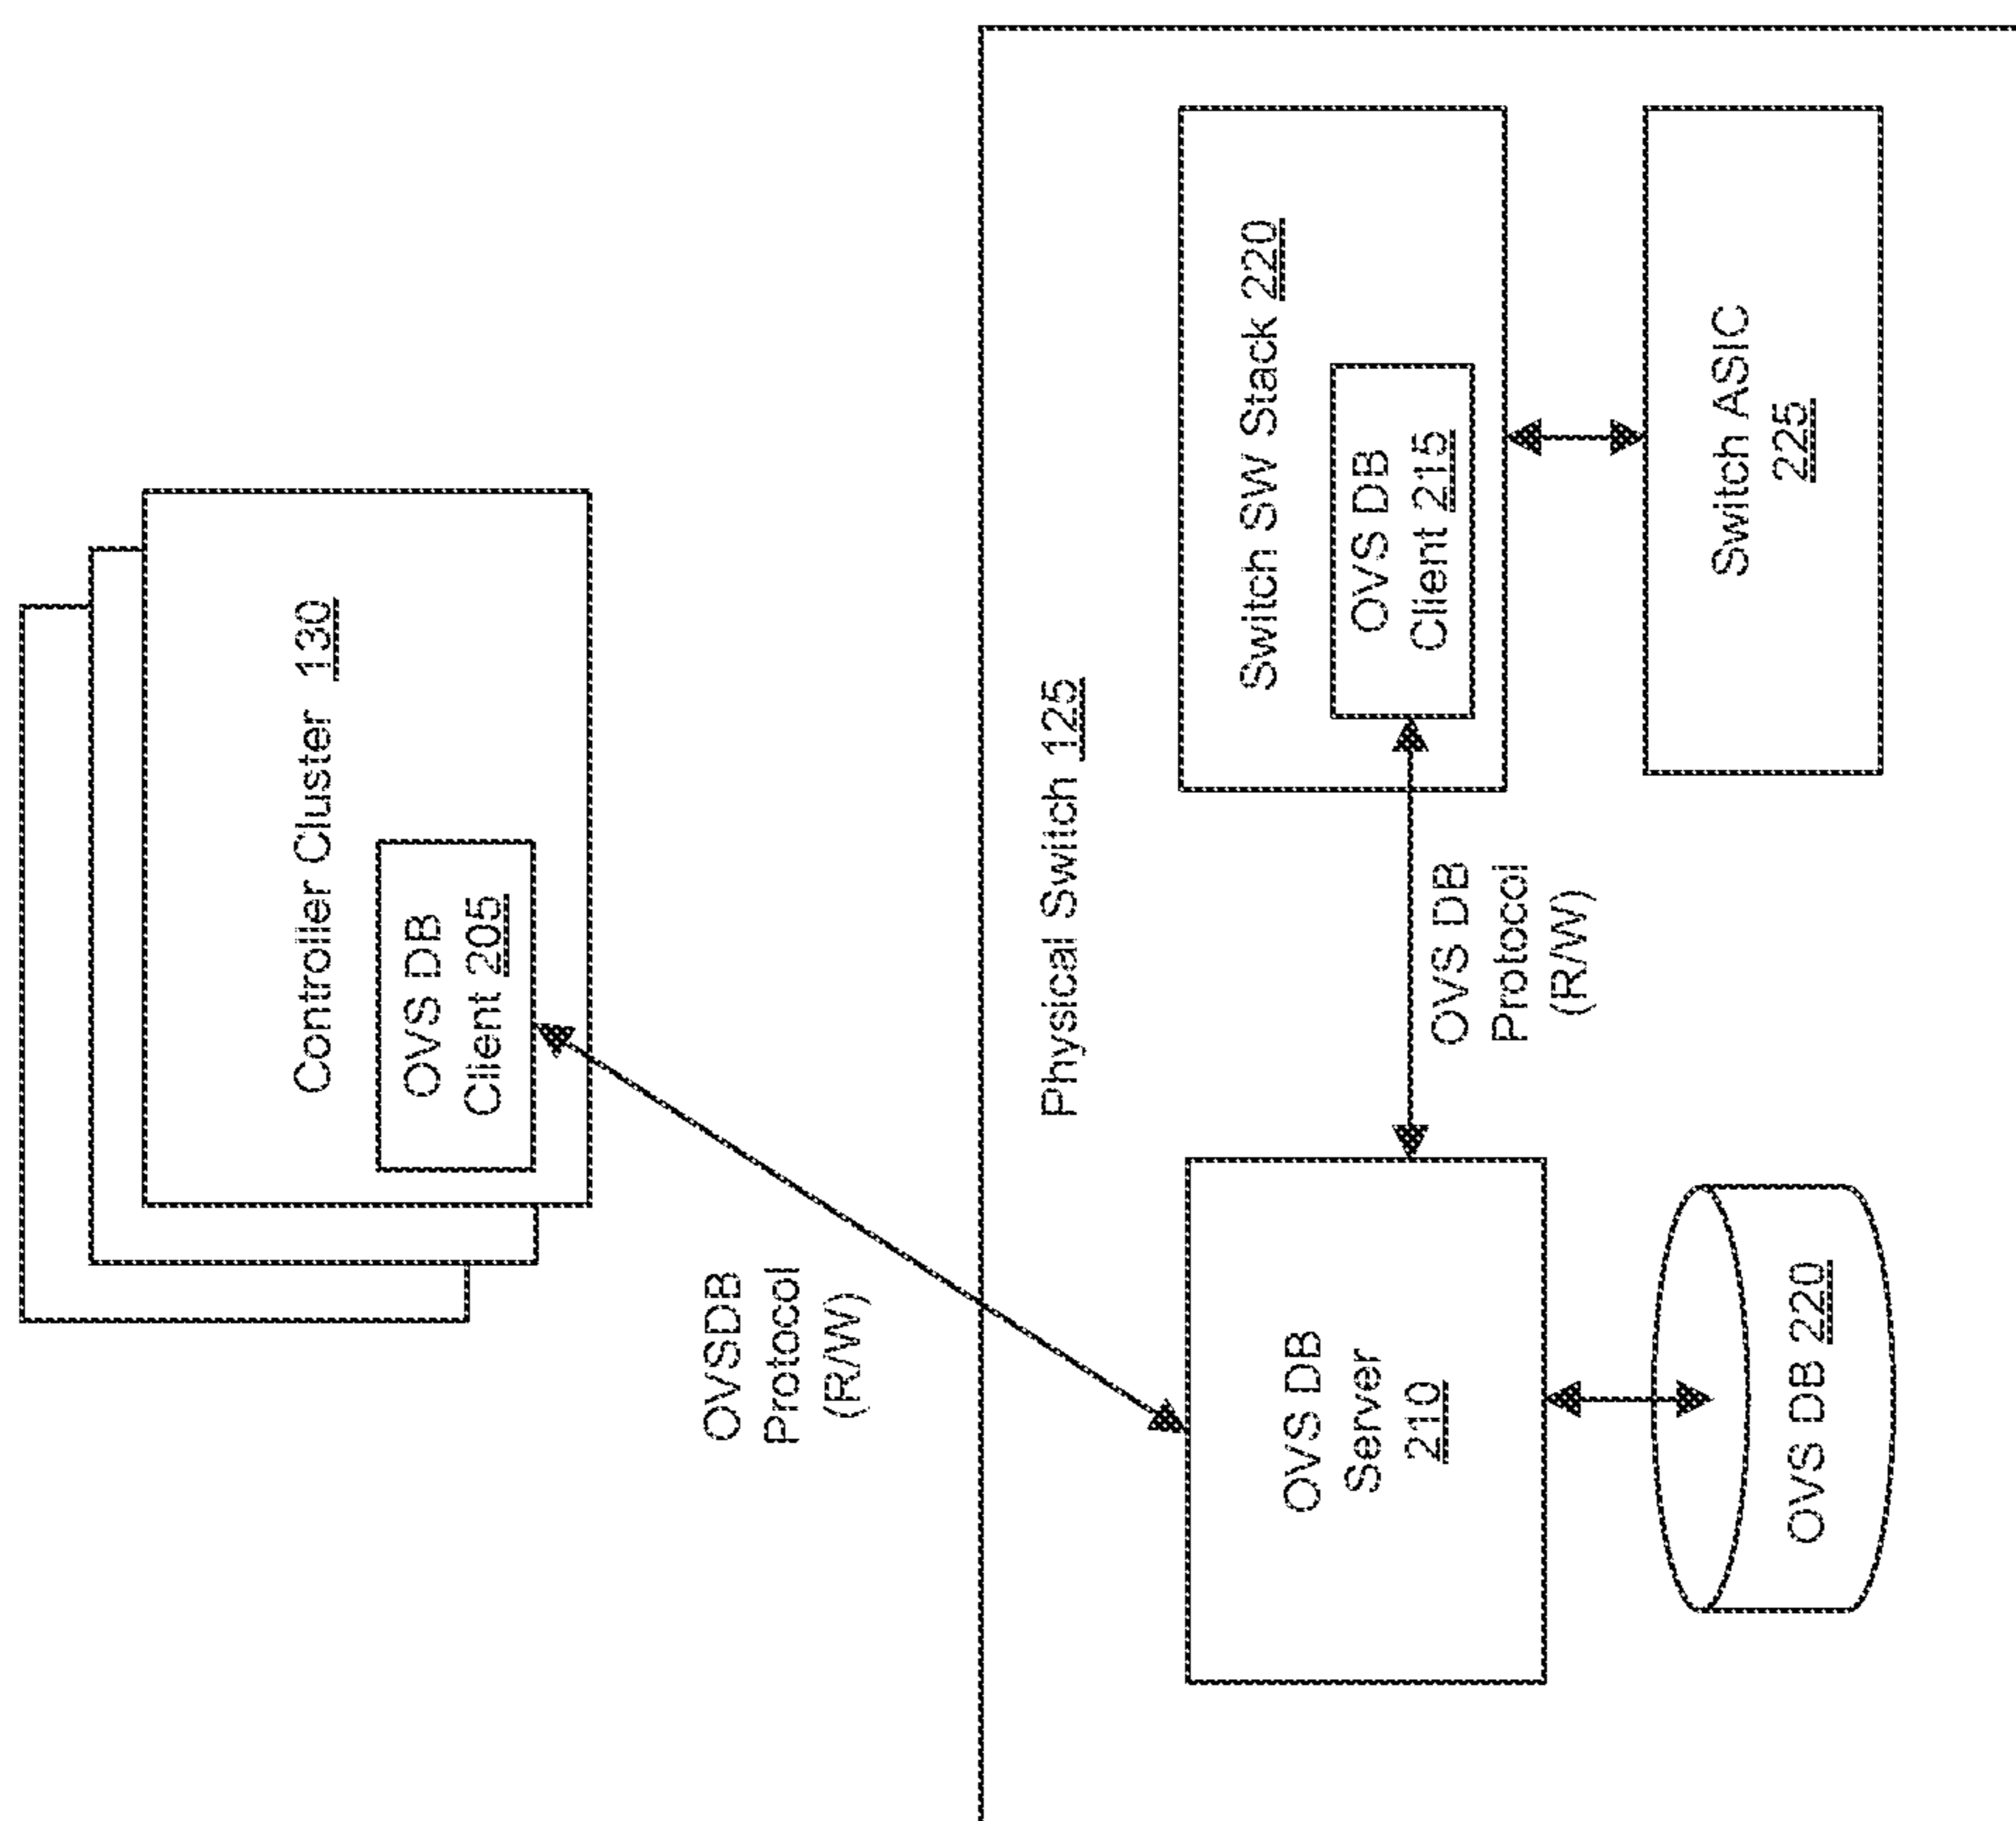 Controller Cluster 130
OVS DB
Client 205
OVSDB
Protocol
(R/W)
Physical Switch 125
OVS DB
Server
210
OVS DB
Protocol
(R/W)
Switch SW Stack 220
OVS DB
Client 215
OVS DB 220
Switch ASIC
225